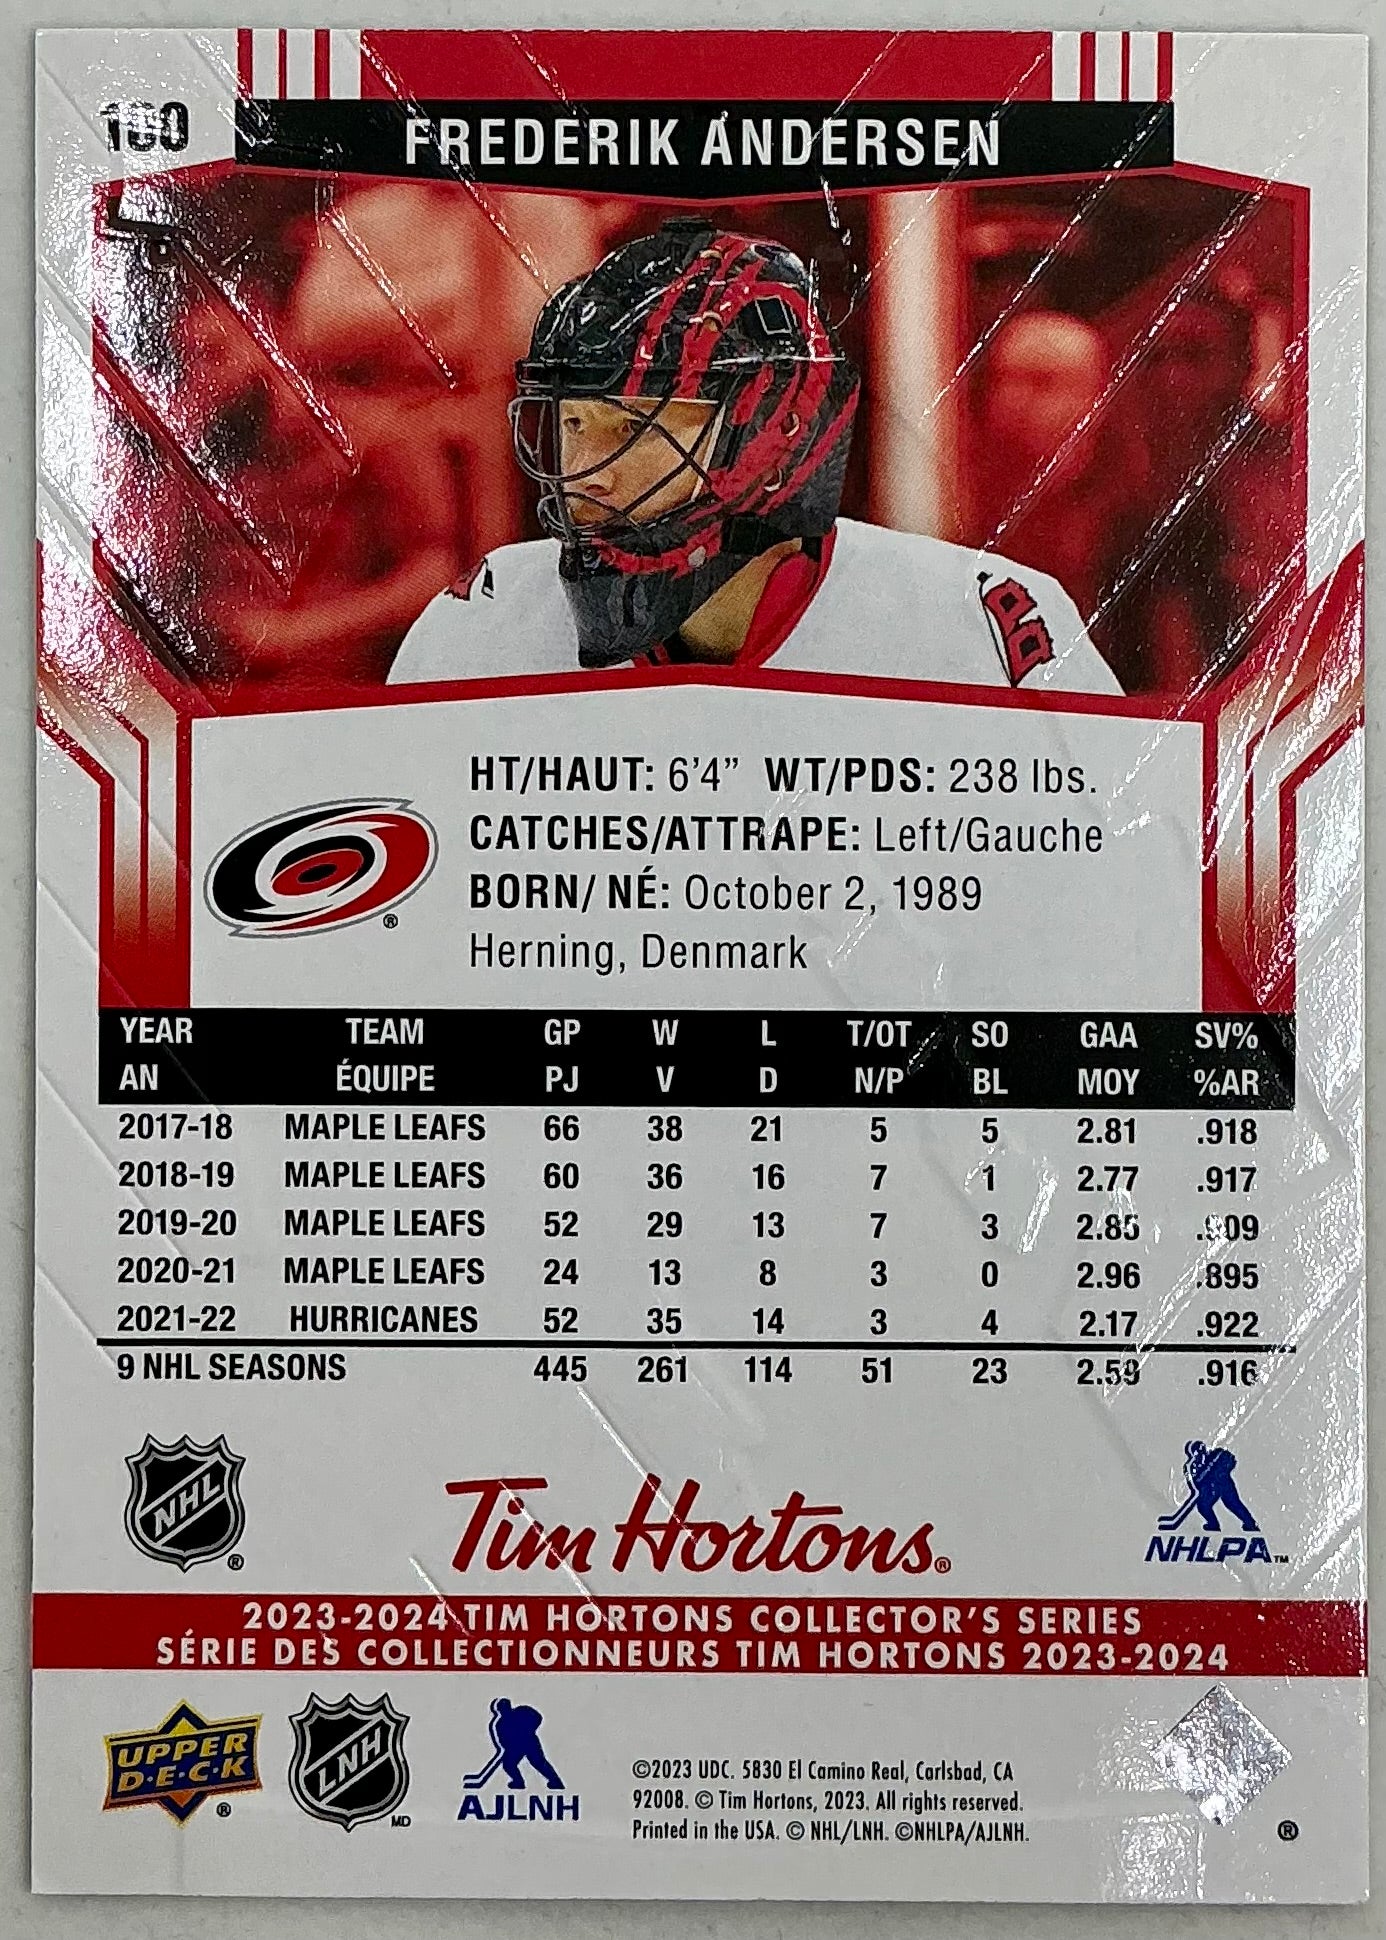 100
FREDERIK ANDERSEN
HT/HAUT: 6'4" WT/PDS: 238 lbs.
CATCHES/ATTRAPE: Left/Gauche
BORN/ NÉ: October 2, 1989
Herning, Denmark
®
YEAR TEAM GP W L T/OT SO GAA SV%
AN ÉQUIPE PJ V D N/P BL MOY %AR
2017-18 MAPLE LEAFS 66 38 21 5 5 2.81 .918
2018-19 MAPLE LEAFS 60 36 16 7 1 2.77 .917
2019-20 MAPLE LEAFS 52 29 13 7 3 2.85 .909
2020-21 MAPLE LEAFS 24 13 8 3 0 2.96 .895
2021-22 HURRICANES 52 35 14 3 4 2.17 .922
9 NHL SEASONS 445 261 114 51 23 2.59 .916
NHL ®
Tim Hortons®
NHLPA™
2023-2024 TIM HORTONS COLLECTOR'S SERIES
SÉRIE DES COLLECTIONNEURS TIM HORTONS 2023-2024
UPPER
D·E·C·K ®
LNH MD
AJLNH
©2023 UDC. 5830 El Camino Real, Carlsbad, CA
92008. © Tim Hortons, 2023. All rights reserved.
Printed in the USA. © NHL/LNH. ©NHLPA/AJLNH.
®